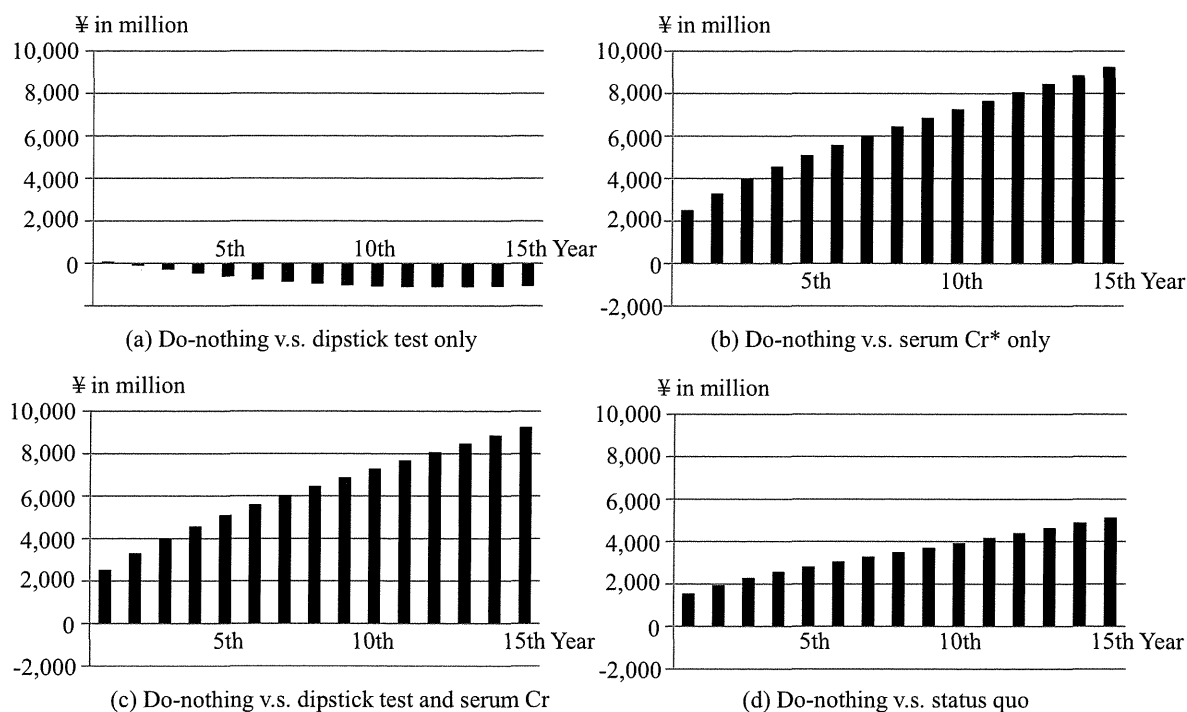 ¥ in million
10,000
8,000
6,000
4,000
2,000
0
5th 10th 15th Year
(a) Do-nothing v.s. dipstick test only
¥ in million
10,000
8,000
6,000
4,000
2,000
0
-2,000
5th 10th 15th Year
(b) Do-nothing v.s. serum Cr* only
¥ in million
10,000
8,000
6,000
4,000
2,000
0
-2,000
5th 10th 15th Year
(c) Do-nothing v.s. dipstick test and serum Cr
¥ in million
10,000
8,000
6,000
4,000
2,000
0
-2,000
5th 10th 15th Year
(d) Do-nothing v.s. status quo